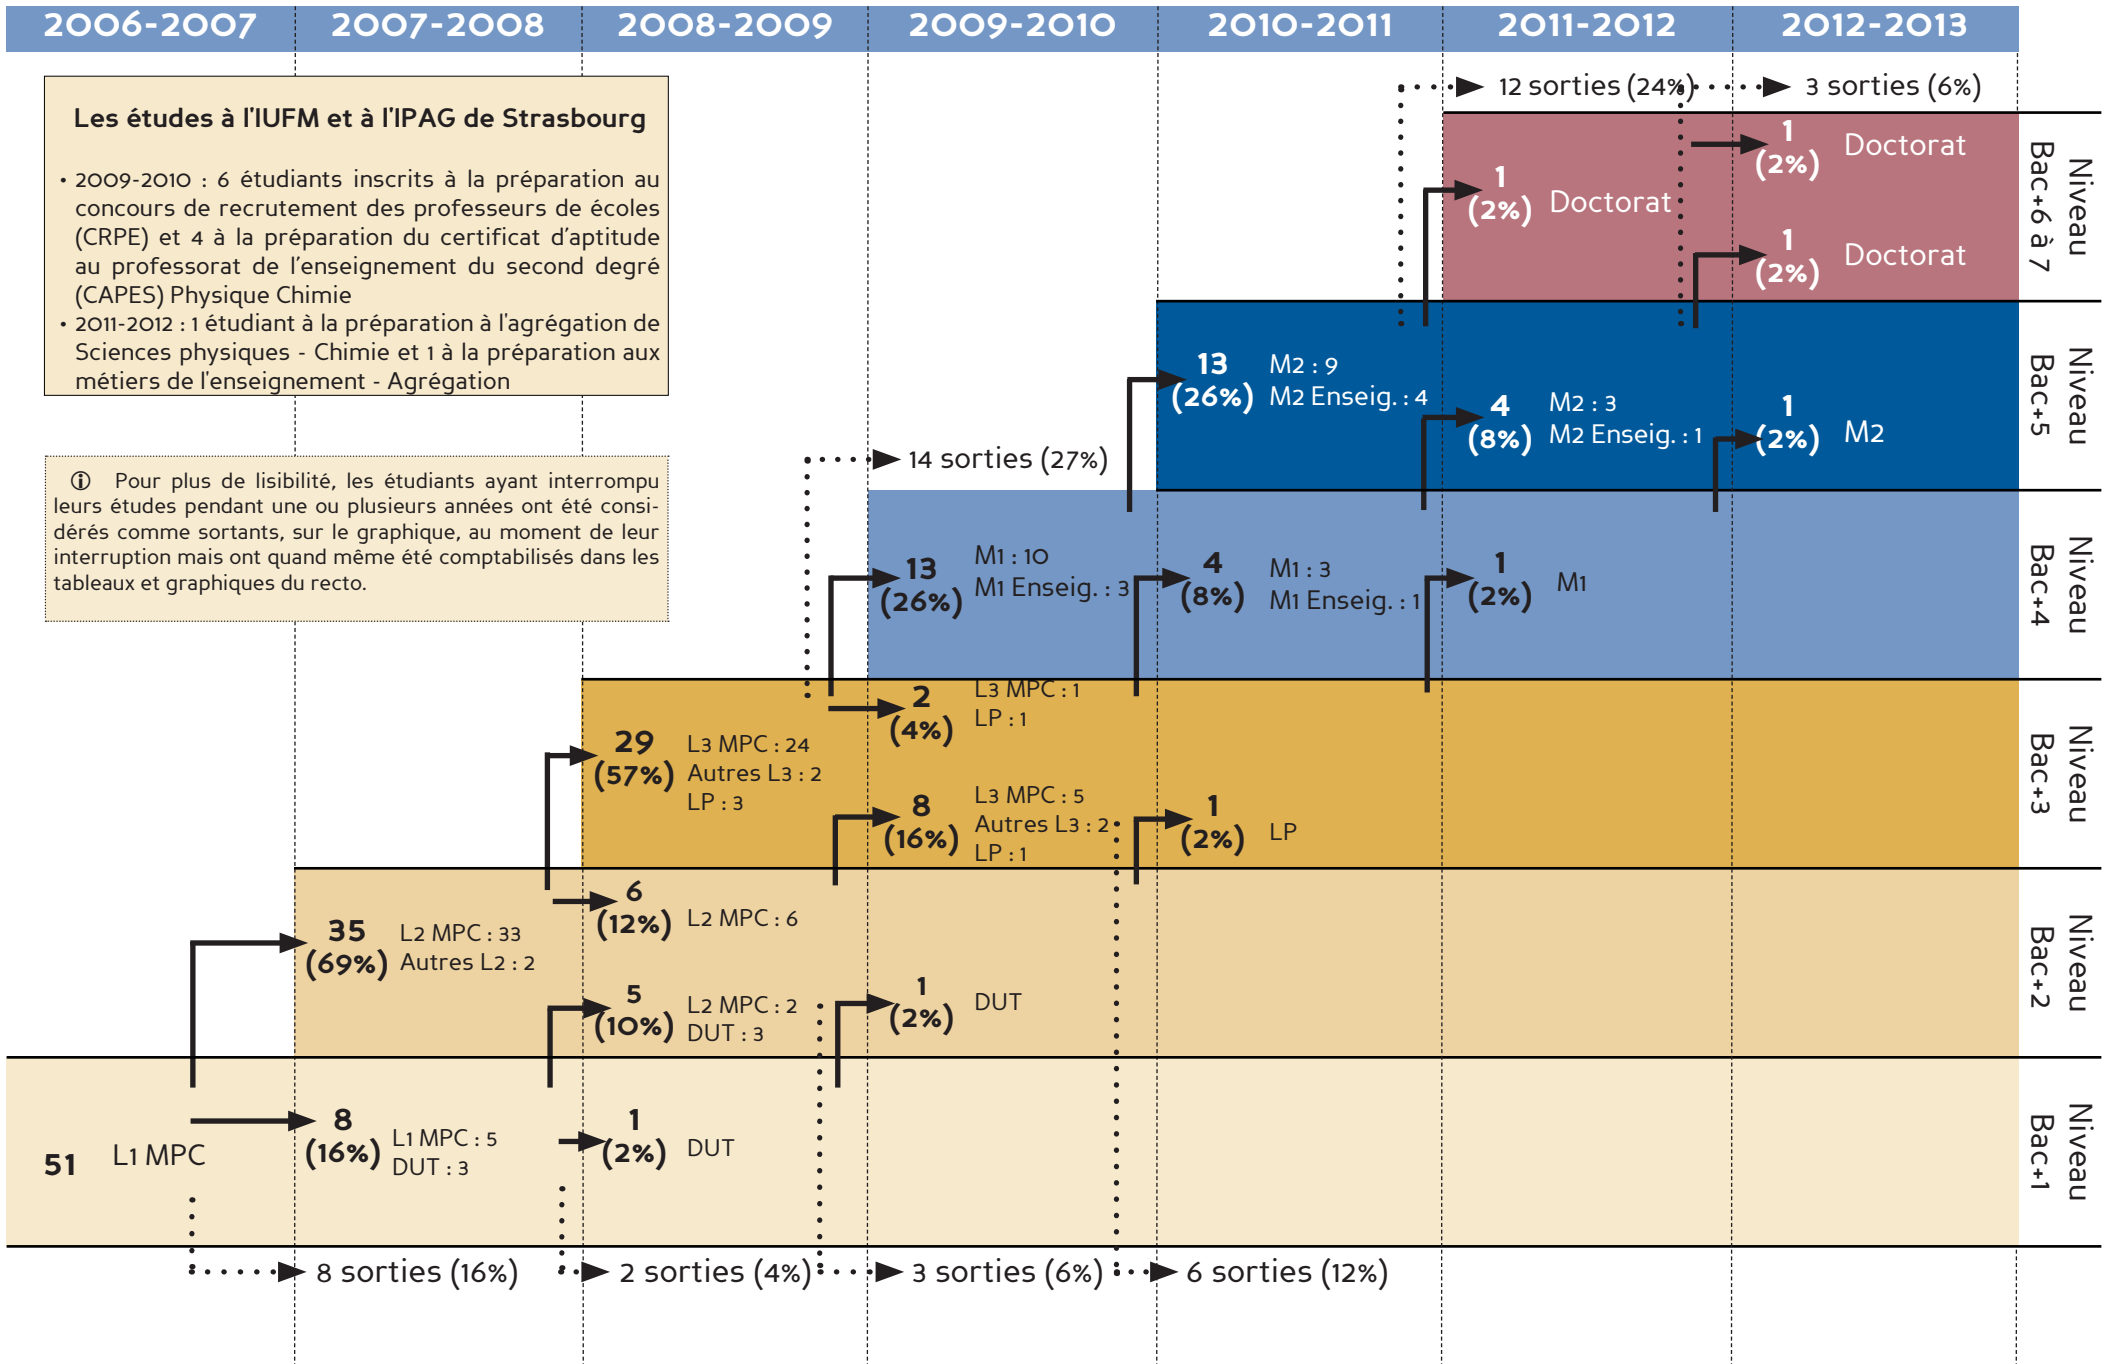 2006-2007
2007-2008
2008-2009
2009-2010
2010-2011
2011-2012
2012-2013
Les études à l'IUFM et à l'IPAG de Strasbourg
• 2009-2010 : 6 étudiants inscrits à la préparation au
concours de recrutement des professeurs de écoles
(CRPE) et 4 à la préparation du certificat d'aptitude
au professorat de l'enseignement du second degré
(CAPES) Physique Chimie
• 2011-2012 : 1 étudiant à la préparation à l'agrégation de
Sciences physiques - Chimie et 1 à la préparation aux
métiers de l'enseignement - Agrégation
ⓘ Pour plus de lisibilité, les étudiants ayant interrompu
leurs études pendant une ou plusieurs années ont été consi-
dérés comme sortants, sur le graphique, au moment de leur
interruption mais ont quand même été comptabilisés dans les
tableaux et graphiques du recto.
12 sorties (24%)
3 sorties (6%)
1
(2%)
Doctorat
1
(2%)
Doctorat
1
(2%)
Doctorat
Niveau
Bac+6 à 7
13
(26%)
M2 : 9
M2 Enseig. : 4
4
(8%)
M2 : 3
M2 Enseig. : 1
1
(2%)
M2
Niveau
Bac+5
14 sorties (27%)
13
(26%)
M1 : 10
M1 Enseig. : 3
4
(8%)
M1 : 3
M1 Enseig. : 1
1
(2%)
M1
Niveau
Bac+4
29
(57%)
L3 MPC : 24
Autres L3 : 2
LP : 3
2
(4%)
L3 MPC : 1
LP : 1
8
(16%)
L3 MPC : 5
Autres L3 : 2
LP : 1
1
(2%)
LP
Niveau
Bac+3
35
(69%)
L2 MPC : 33
Autres L2 : 2
6
(12%)
L2 MPC : 6
5
(10%)
L2 MPC : 2
DUT : 3
1
(2%)
DUT
Niveau
Bac+2
51
L1 MPC
8
(16%)
L1 MPC : 5
DUT : 3
1
(2%)
DUT
Niveau
Bac+1
8 sorties (16%)
2 sorties (4%)
3 sorties (6%)
6 sorties (12%)